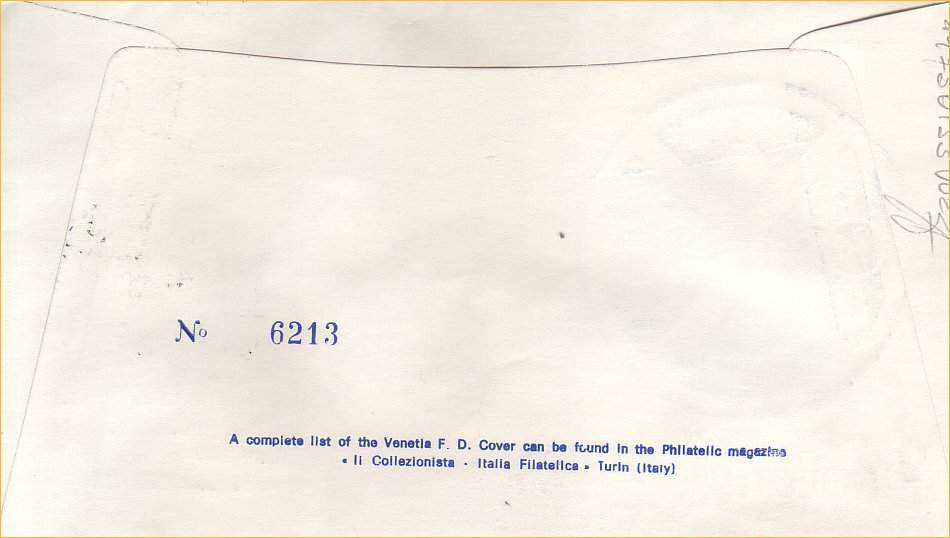 No 6213
A complete list of the Venetia F. D. Cover can be found in the Philatelic magazine
« Il Collezionista - Italia Filatelica » Turin (Italy)